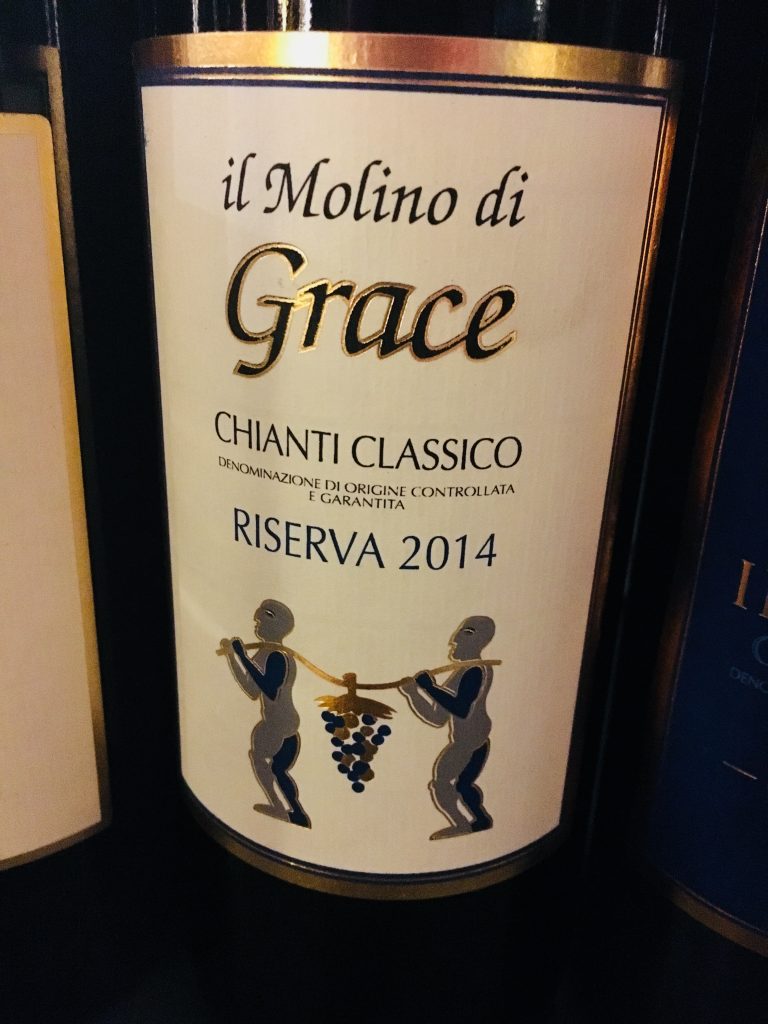 il Molino di
Grace
CHIANTI CLASSICO
DENOMINAZIONE DI ORIGINE CONTROLLATA
E GARANTITA
RISERVA 2014